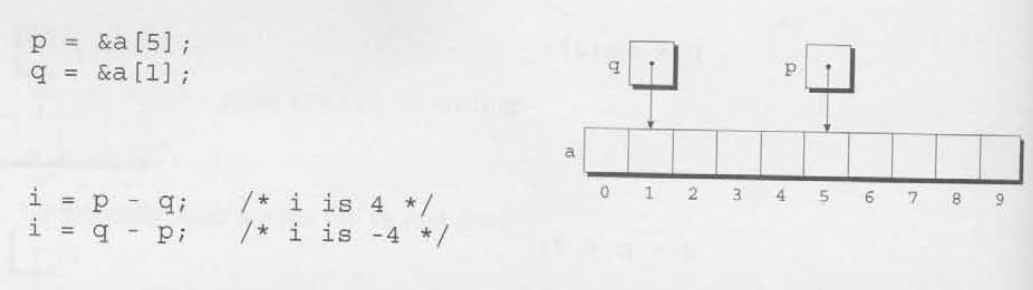 p = &a[5];
q = &a[1];
q
p
a
0 1 2 3 4 5 6 7 8 9
i = p - q;    /* i is 4 */
i = q - p;    /* i is -4 */